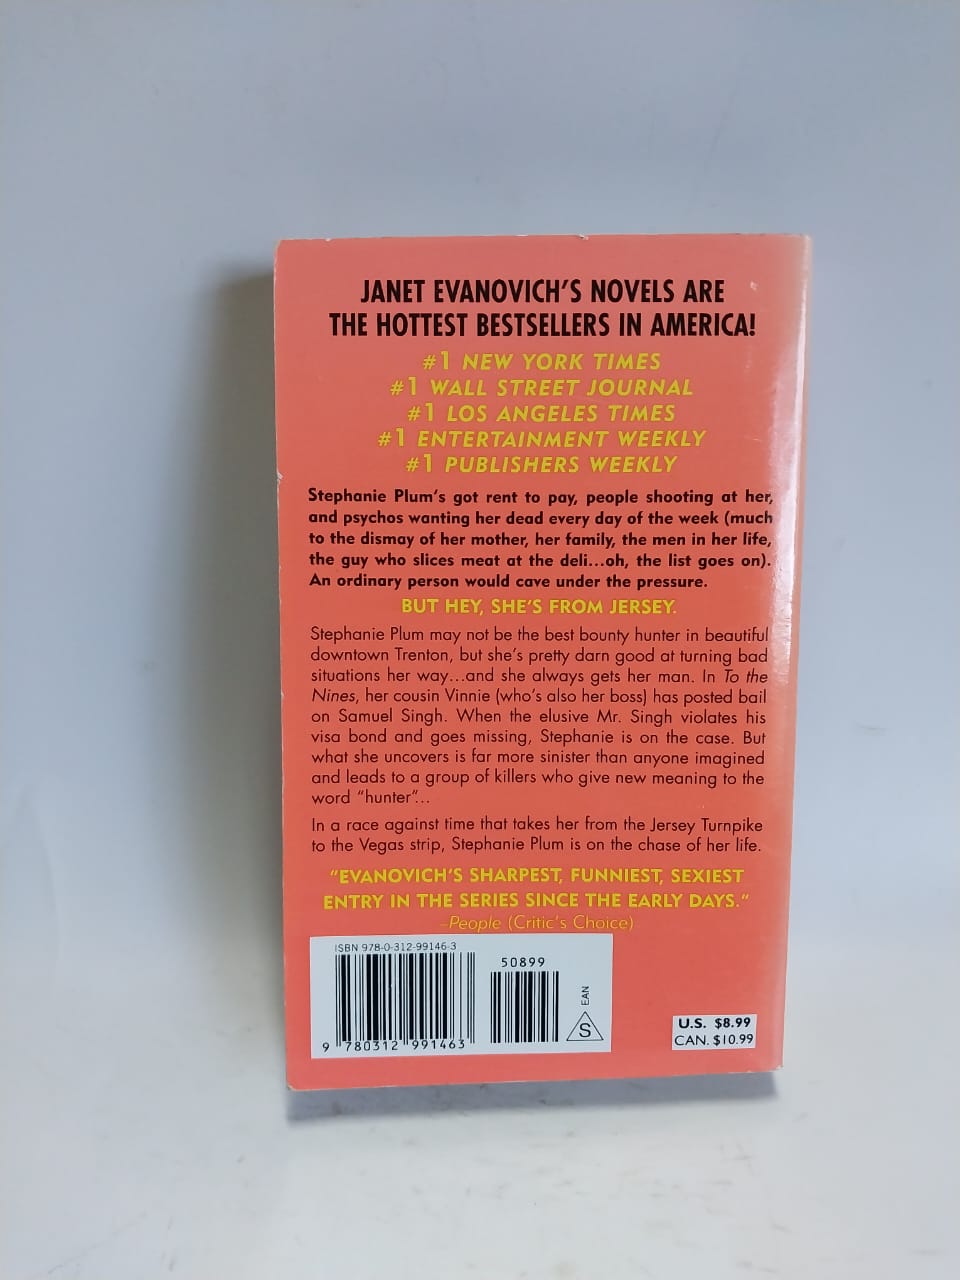 JANET EVANOVICH'S NOVELS ARE
THE HOTTEST BESTSELLERS IN AMERICA!
#1 NEW YORK TIMES
#1 WALL STREET JOURNAL
#1 LOS ANGELES TIMES
#1 ENTERTAINMENT WEEKLY
#1 PUBLISHERS WEEKLY
Stephanie Plum's got rent to pay, people shooting at her,
and psychos wanting her dead every day of the week (much
to the dismay of her mother, her family, the men in her life,
the guy who slices meat at the deli...oh, the list goes on).
An ordinary person would cave under the pressure.
BUT HEY, SHE'S FROM JERSEY.
Stephanie Plum may not be the best bounty hunter in beautiful
downtown Trenton, but she's pretty darn good at turning bad
situations her way...and she always gets her man. In To the
Nines, her cousin Vinnie (who's also her boss) has posted bail
on Samuel Singh. When the elusive Mr. Singh violates his
visa bond and goes missing, Stephanie is on the case. But
what she uncovers is far more sinister than anyone imagined
and leads to a group of killers who give new meaning to the
word "hunter"...
In a race against time that takes her from the Jersey Turnpike
to the Vegas strip, Stephanie Plum is on the chase of her life.
"EVANOVICH'S SHARPEST, FUNNIEST, SEXIEST
ENTRY IN THE SERIES SINCE THE EARLY DAYS."
–People (Critic's Choice)
ISBN 978-0-312-99146-3
50899
EAN
S
9 780312 991463
U.S. $8.99
CAN. $10.99